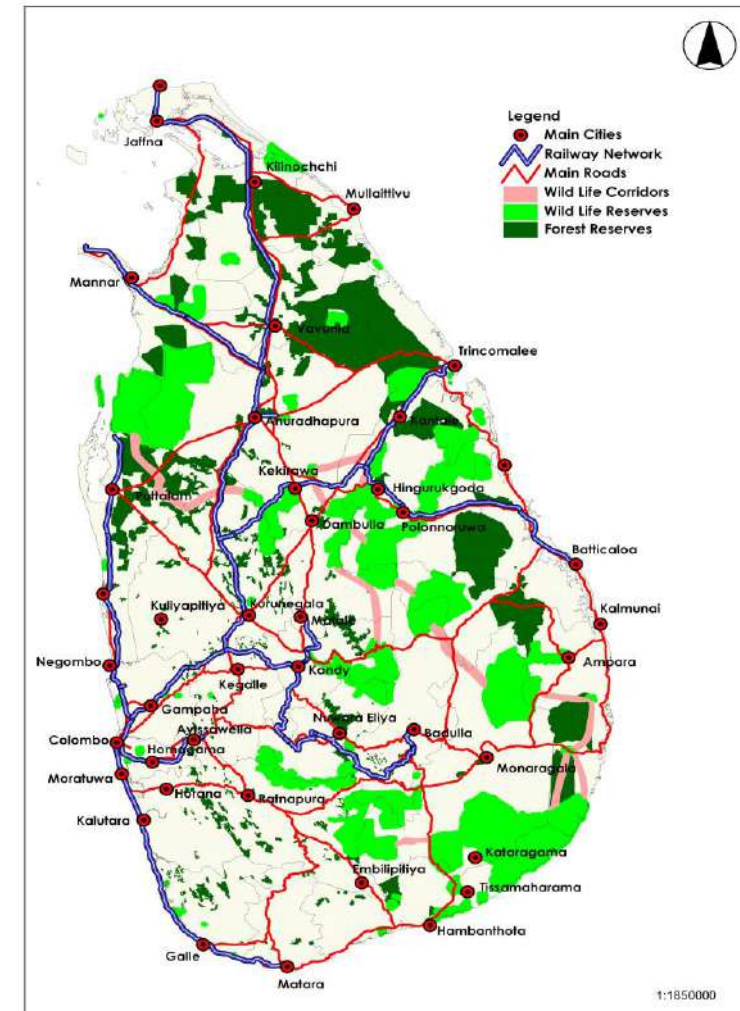 Legend
Main Cities
Railway Network
Main Roads
Wild Life Corridors
Wild Life Reserves
Forest Reserves
Jaffna
Kilinochchi
Mullaittivu
Mannar
Vavunia
Trincomalee
Anuradhapura
Kantale
Kekirawa
Hingurukgoda
Puttalam
Dambulla
Polonnaruwa
Batticaloa
Kuliyapitiya
Korunegala
Matale
Kalmunai
Negombo
Kegalle
Kandy
Ampara
Gampaha
Nuwara Eliya
Badulla
Colombo
Avissawella
Homagama
Monaragala
Moratuwa
Horana
Ratnapura
Kalutara
Kataragama
Embilipitiya
Tissamaharama
Hambanthota
Galle
Matara
1:1850000